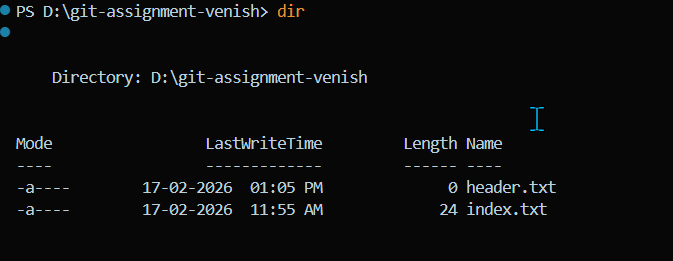 PS D:\git-assignment-venish> dir
Directory: D:\git-assignment-venish
Mode                 LastWriteTime         Length Name
----                 -------------         ------ ----
-a----        17-02-2026  01:05 PM              0 header.txt
-a----        17-02-2026  11:55 AM             24 index.txt